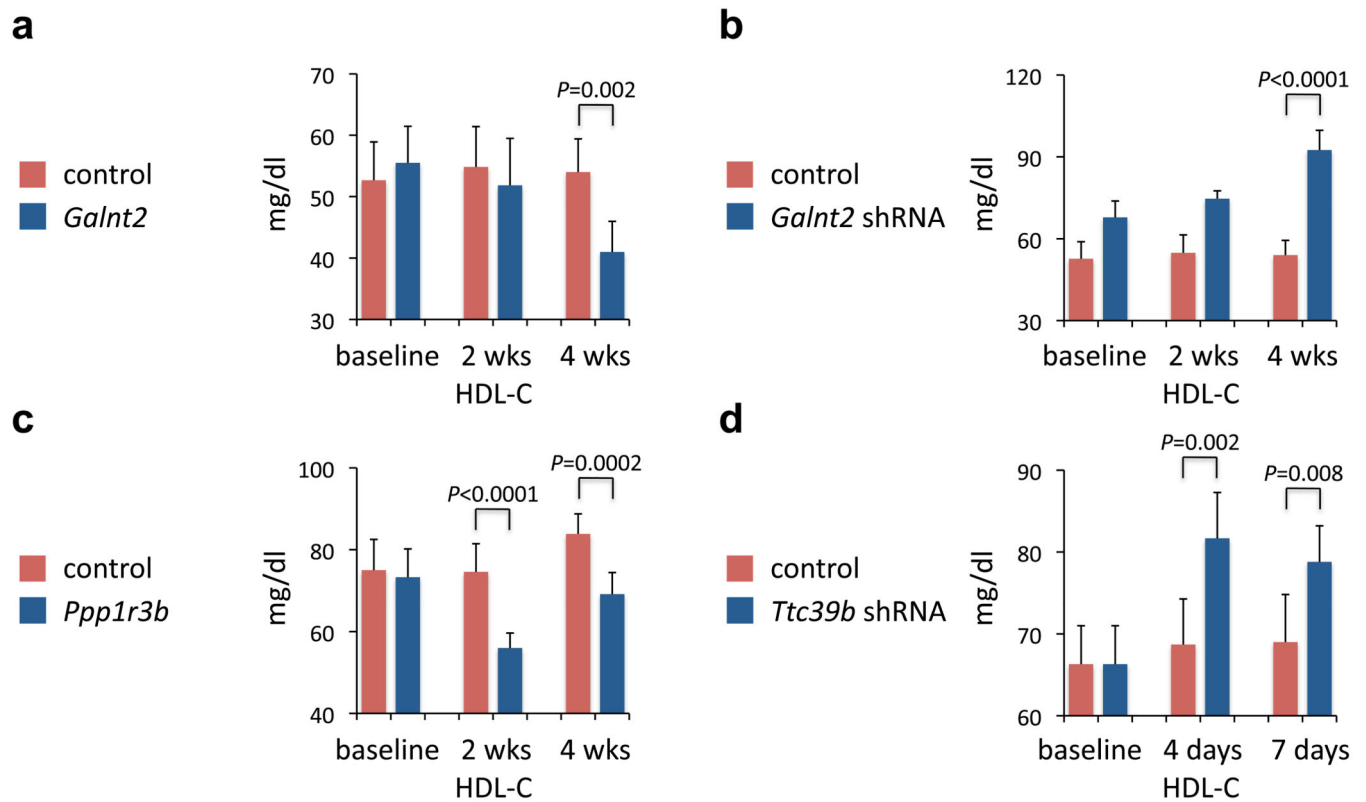 a
70
60
50
40
30
mg/dl
P=0.002
control
Galnt2
baseline 2 wks 4 wks
HDL-C
b
120
90
60
30
mg/dl
P<0.0001
control
Galnt2 shRNA
baseline 2 wks 4 wks
HDL-C
c
100
80
60
40
mg/dl
P<0.0001
P=0.0002
control
Ppp1r3b
baseline 2 wks 4 wks
HDL-C
d
90
80
70
60
mg/dl
P=0.002
P=0.008
control
Ttc39b shRNA
baseline 4 days 7 days
HDL-C